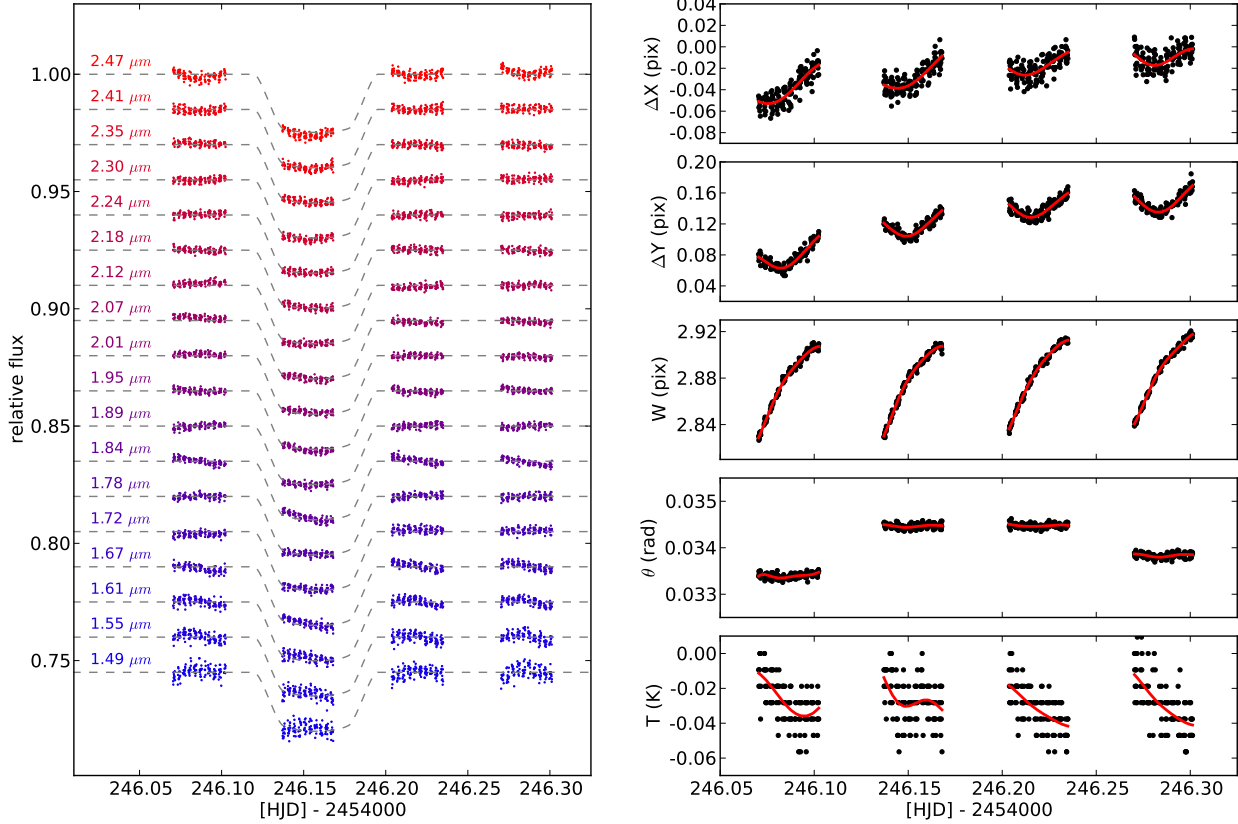 2.47 μm
1.00
2.41 μm
2.35 μm
2.30 μm
0.95
2.24 μm
2.18 μm
2.12 μm
0.90
2.07 μm
2.01 μm
1.95 μm
0.85
1.89 μm
1.84 μm
1.78 μm
1.72 μm
0.80
1.67 μm
1.61 μm
1.55 μm
0.75
1.49 μm
relative flux
246.05 246.10 246.15 246.20 246.25 246.30
[HJD] - 2454000
0.04
0.02
0.00
-0.02
-0.04
-0.06
-0.08
ΔX (pix)
0.20
0.16
0.12
0.08
0.04
ΔY (pix)
2.92
2.88
2.84
W (pix)
0.035
0.034
0.033
θ (rad)
0.00
-0.02
-0.04
-0.06
T (K)
246.05 246.10 246.15 246.20 246.25 246.30
[HJD] - 2454000